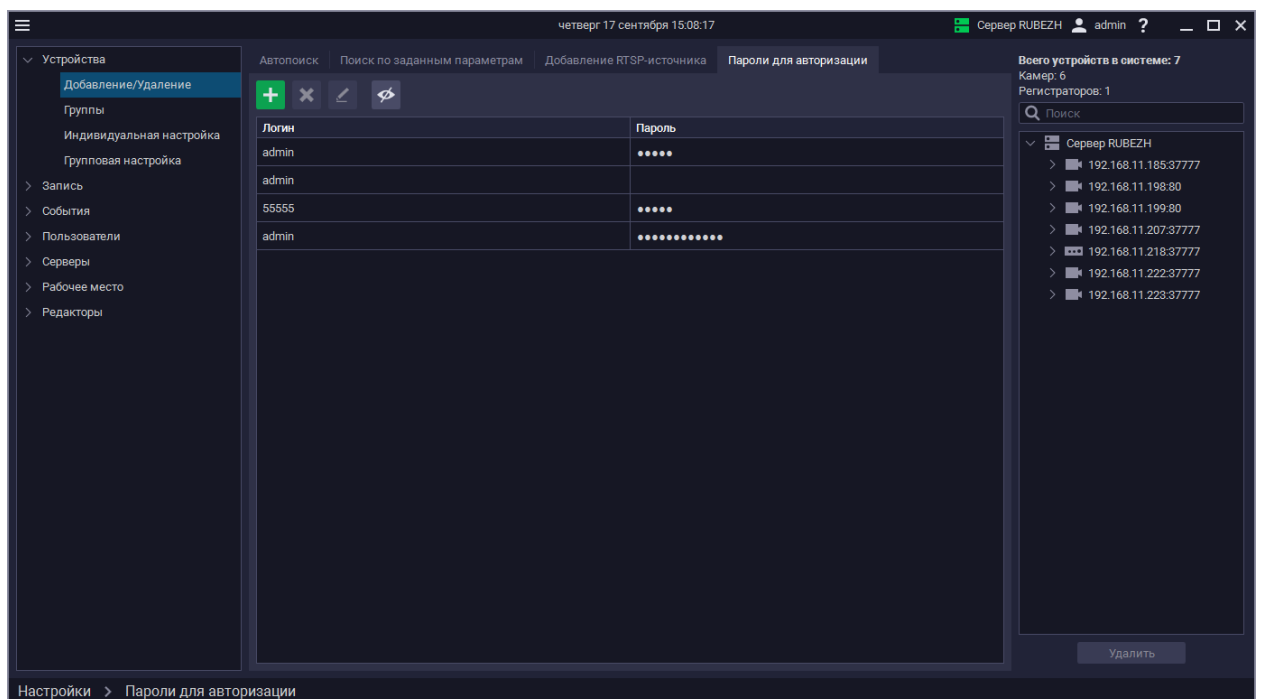 четверг 17 сентября 15:08:17
Сервер RUBEZH admin ?
Устройства
Добавление/Удаление
Группы
Индивидуальная настройка
Групповая настройка
Запись
События
Пользователи
Серверы
Рабочее место
Редакторы
Автопоиск Поиск по заданным параметрам Добавление RTSP-источника Пароли для авторизации
Логин Пароль
admin ●●●●●
admin
55555 ●●●●●
admin ●●●●●●●●●●●●
Всего устройств в системе: 7
Камер: 6
Регистраторов: 1
Поиск
Сервер RUBEZH
192.168.11.185:37777
192.168.11.198:80
192.168.11.199:80
192.168.11.207:37777
192.168.11.218:37777
192.168.11.222:37777
192.168.11.223:37777
Удалить
Настройки > Пароли для авторизации